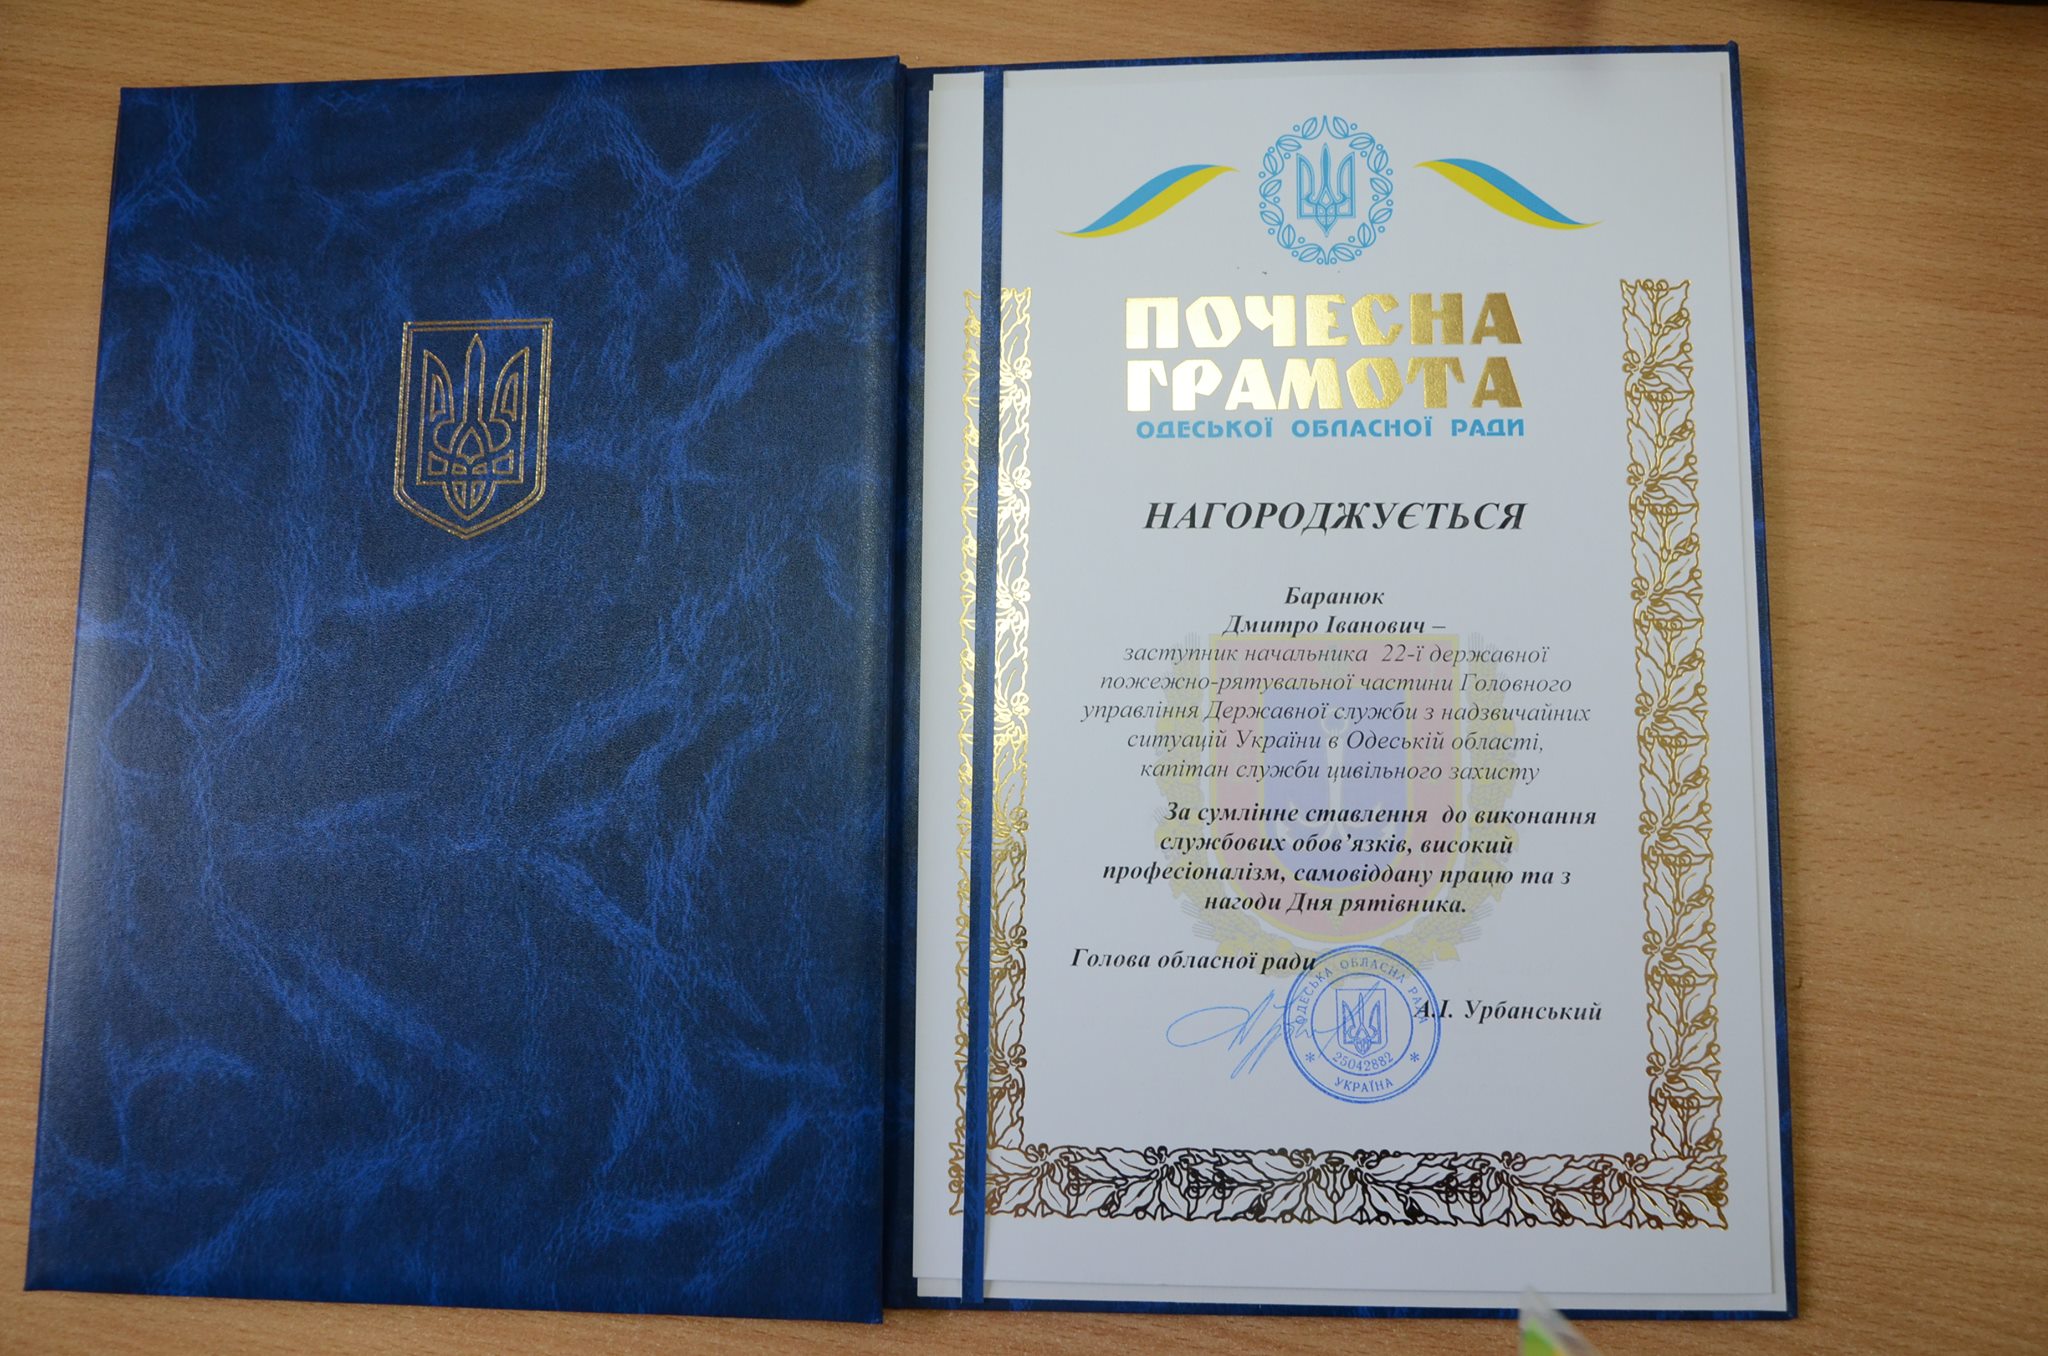 ПОЧЕСНА
ГРАМОТА
ОДЕСЬКОЇ ОБЛАСНОЇ РАДИ
НАГОРОДЖУЄТЬСЯ
Баранюк
Дмитро Іванович –
заступник начальника 22-ї державної
пожежно-рятувальної частини Головного
управління Державної служби з надзвичайних
ситуацій України в Одеській області,
капітан служби цивільного захисту
За сумлінне ставлення до виконання
службових обов’язків, високий
професіоналізм, самовіддану працю та з
нагоди Дня рятівника.
Голова обласної ради
А.І. Урбанський
ОДЕСЬКА ОБЛАСНА РАДА
* 25042882 *
УКРАЇНА